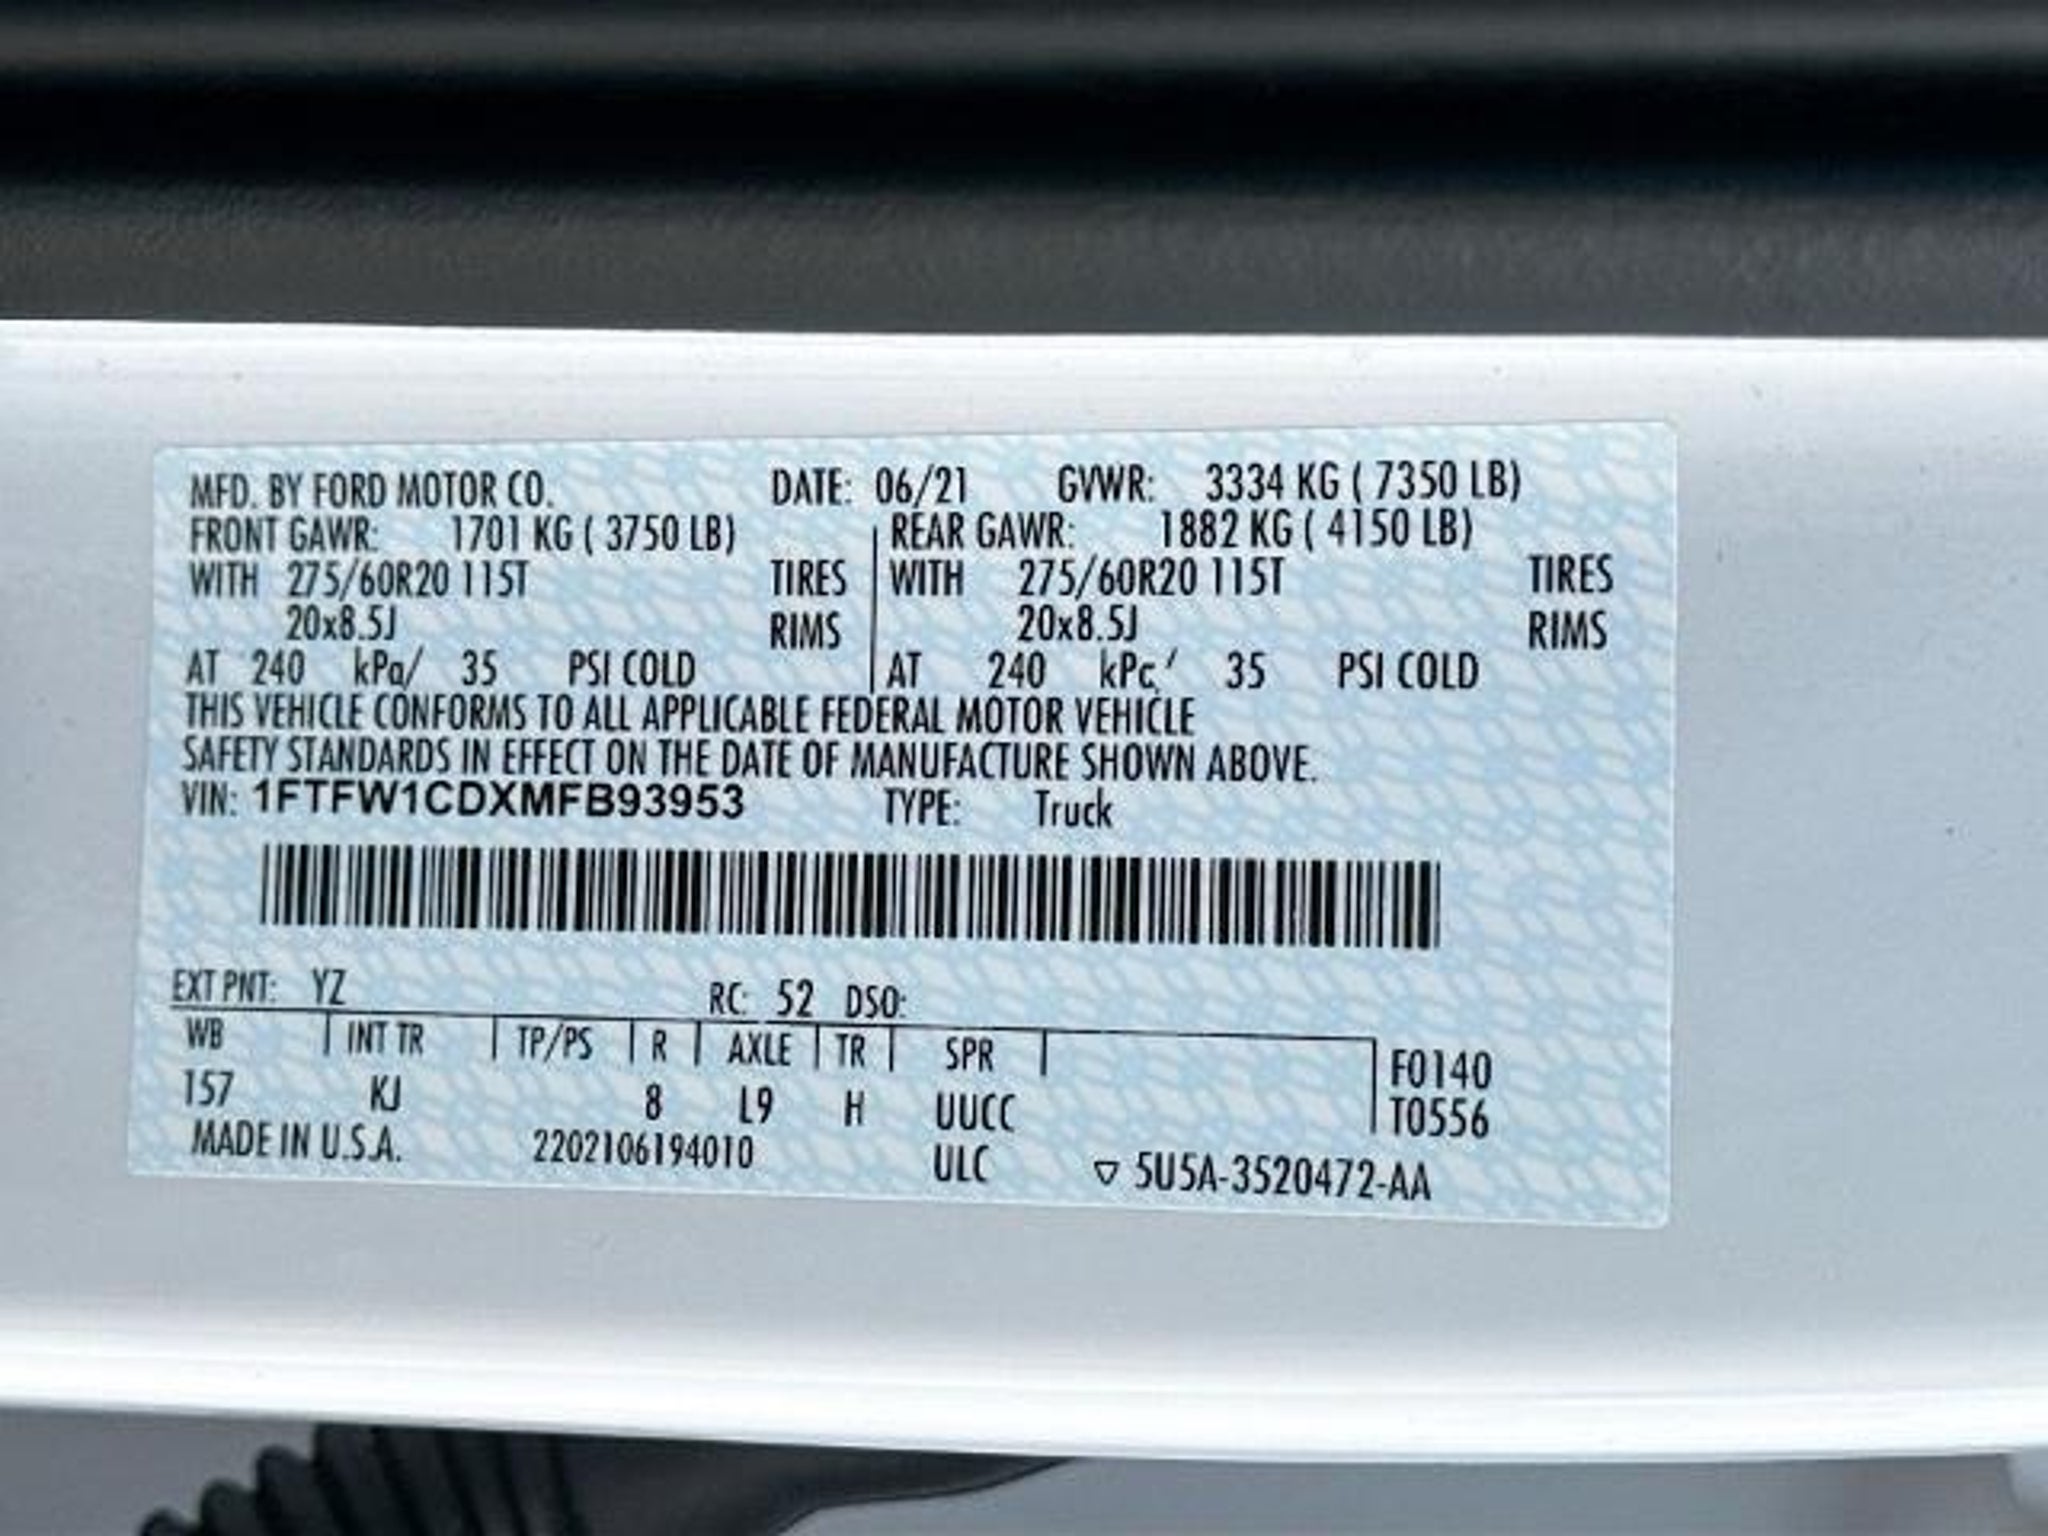 MFD. BY FORD MOTOR CO. DATE: 06/21 GVWR: 3334 KG ( 7350 LB)
FRONT GAWR: 1701 KG ( 3750 LB) REAR GAWR: 1882 KG ( 4150 LB)
WITH 275/60R20 115T TIRES WITH 275/60R20 115T TIRES
20x8.5J RIMS 20x8.5J RIMS
AT 240 kPa/ 35 PSI COLD AT 240 kPc/ 35 PSI COLD
THIS VEHICLE CONFORMS TO ALL APPLICABLE FEDERAL MOTOR VEHICLE
SAFETY STANDARDS IN EFFECT ON THE DATE OF MANUFACTURE SHOWN ABOVE.
VIN: 1FTFW1CDXMFB93953 TYPE: Truck
EXT PNT: YZ RC: 52 DSO:
WB INT TR TP/PS R AXLE TR SPR F0140
157 KJ 8 L9 H UUCC T0556
MADE IN U.S.A. 2202106194010 ULC ▽ 5U5A-3520472-AA